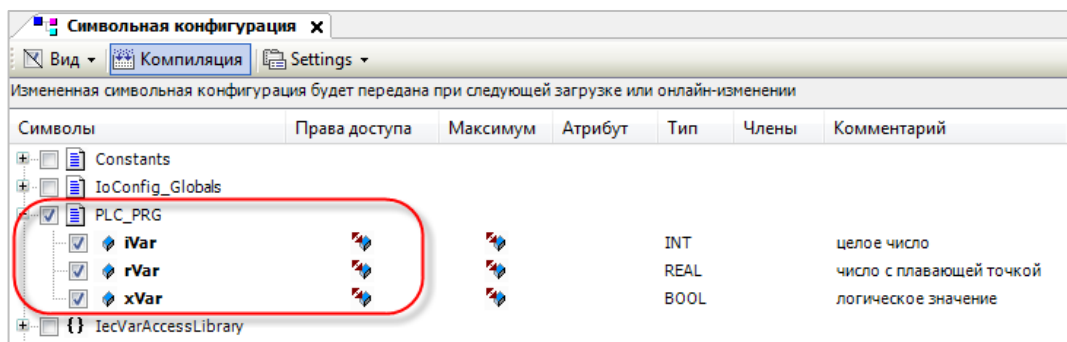 Символьная конфигурация X
Вид Компиляция Settings
Измененная символьная конфигурация будет передана при следующей загрузке или онлайн-изменении
Символы Права доступа Максимум Атрибут Тип Члены Комментарий
Constants
IoConfig_Globals
PLC_PRG
iVar INT целое число
rVar REAL число с плавающей точкой
xVar BOOL логическое значение
{} IecVarAccessLibrary